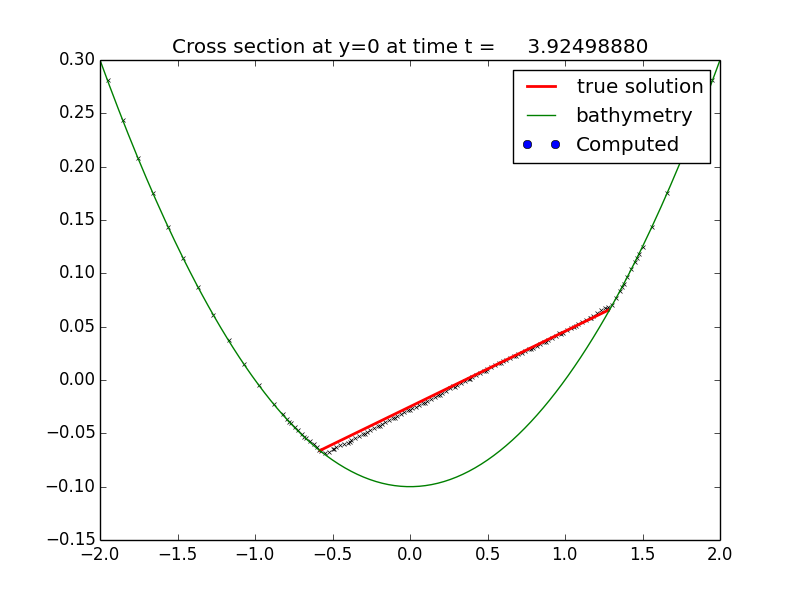 Cross section at y=0 at time t =     3.92498880
0.30
0.25
0.20
0.15
0.10
0.05
0.00
−0.05
−0.10
−0.15
true solution
bathymetry
Computed
−2.0 −1.5 −1.0 −0.5 0.0 0.5 1.0 1.5 2.0